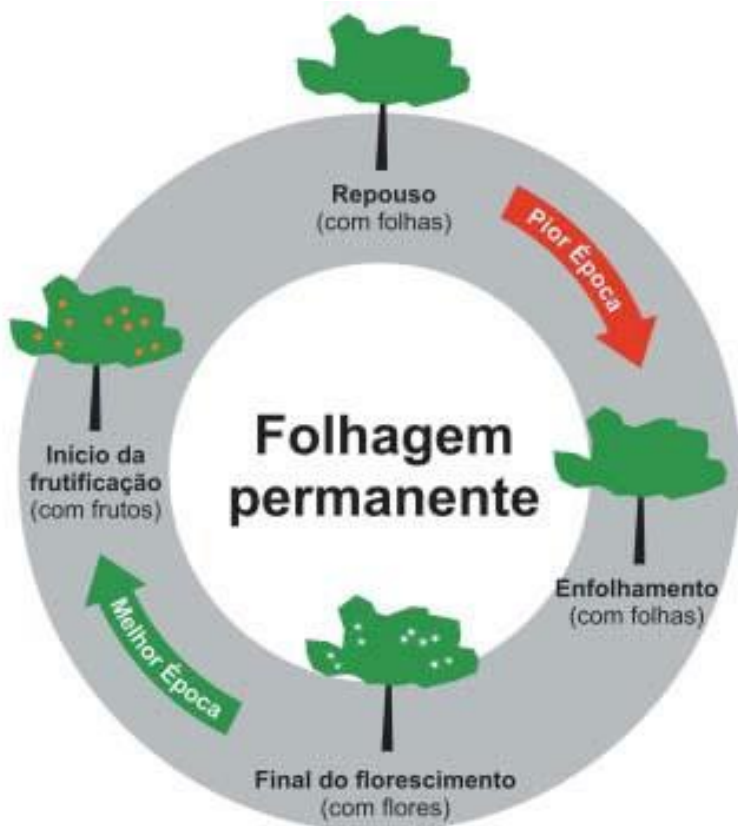 Repouso
(com folhas)
Pior Época
Enfolhamento
(com folhas)
Final do florescimento
(com flores)
Melhor Época
Início da
frutificação
(com frutos)
Folhagem
permanente